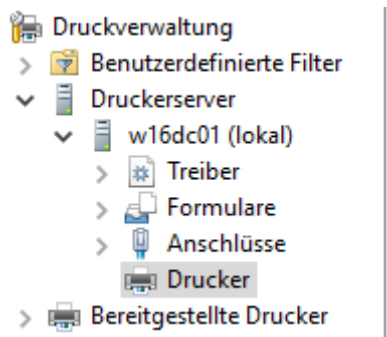 Druckverwaltung
Benutzerdefinierte Filter
Druckerserver
w16dc01 (lokal)
Treiber
Formulare
Anschlüsse
Drucker
Bereitgestellte Drucker